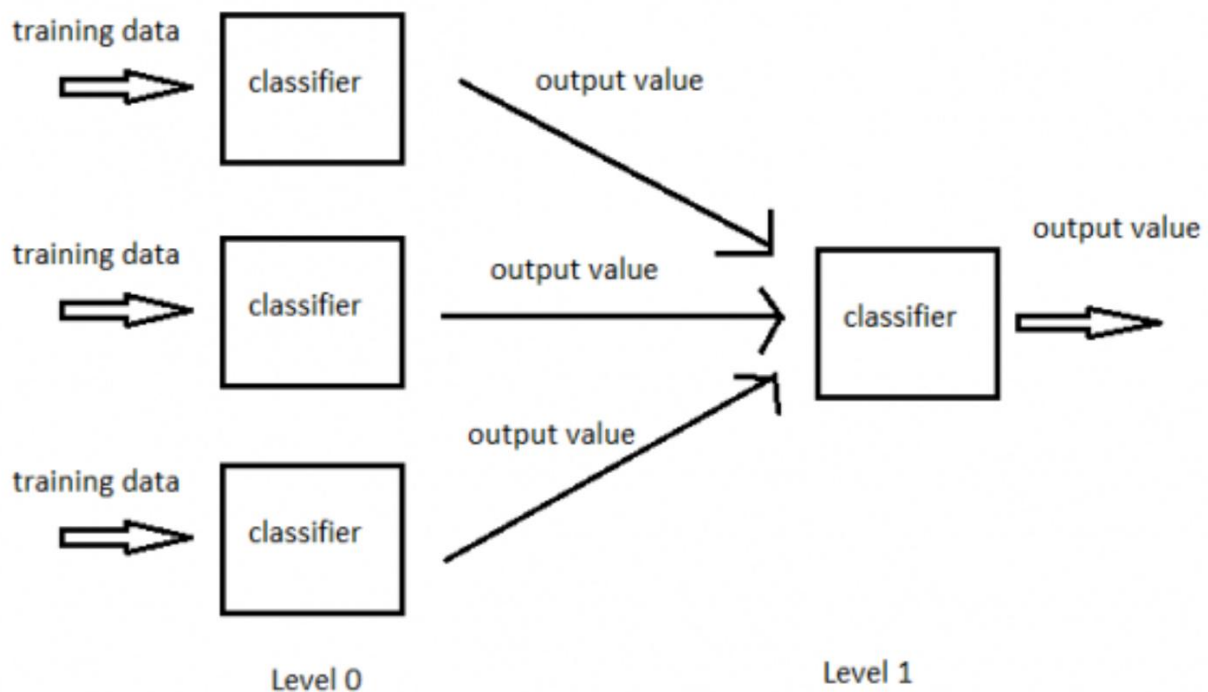 training data
classifier
output value
training data
classifier
output value
output value
classifier
training data
classifier
output value
Level 0
Level 1